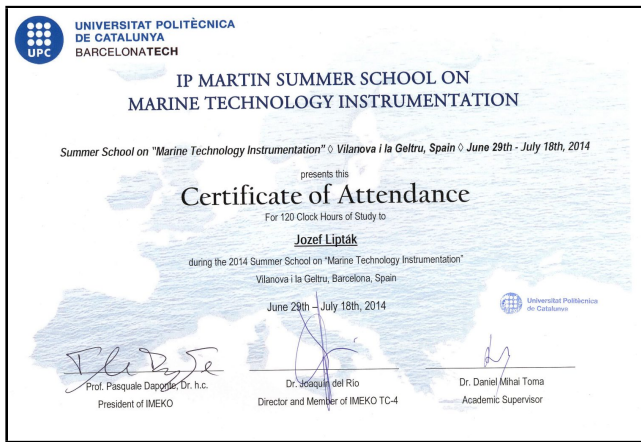 UPC
UNIVERSITAT POLITÈCNICA
DE CATALUNYA
BARCELONATECH
IP MARTIN SUMMER SCHOOL ON
MARINE TECHNOLOGY INSTRUMENTATION
Summer School on "Marine Technology Instrumentation" ◊ Vilanova i la Geltru, Spain ◊ June 29th - July 18th, 2014
presents this
Certificate of Attendance
For 120 Clock Hours of Study to
Jozef Lipták
during the 2014 Summer School on "Marine Technology Instrumentation"
Vilanova i la Geltru, Barcelona, Spain
June 29th – July 18th, 2014
Universitat Politècnica
de Catalunya
Prof. Pasquale Daponte, Dr. h.c.
President of IMEKO
Dr. Joaquin del Rio
Director and Member of IMEKO TC-4
Dr. Daniel Mihai Toma
Academic Supervisor